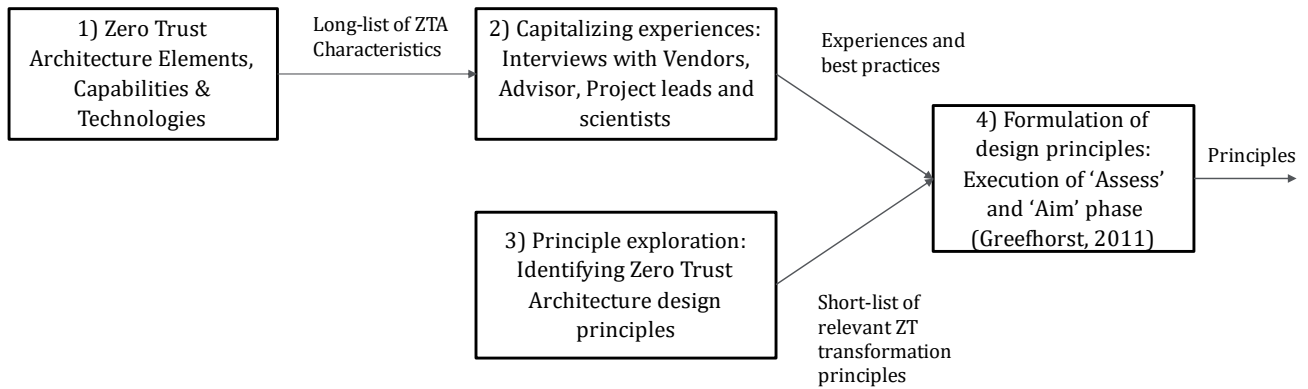 1) Zero Trust
Architecture Elements,
Capabilities &
Technologies
Long-list of ZTA
Characteristics
2) Capitalizing experiences:
Interviews with Vendors,
Advisor, Project leads and
scientists
Experiences and
best practices
3) Principle exploration:
Identifying Zero Trust
Architecture design
principles
Short-list of
relevant ZT
transformation
principles
4) Formulation of
design principles:
Execution of ‘Assess’
and ‘Aim’ phase
(Greefhorst, 2011)
Principles